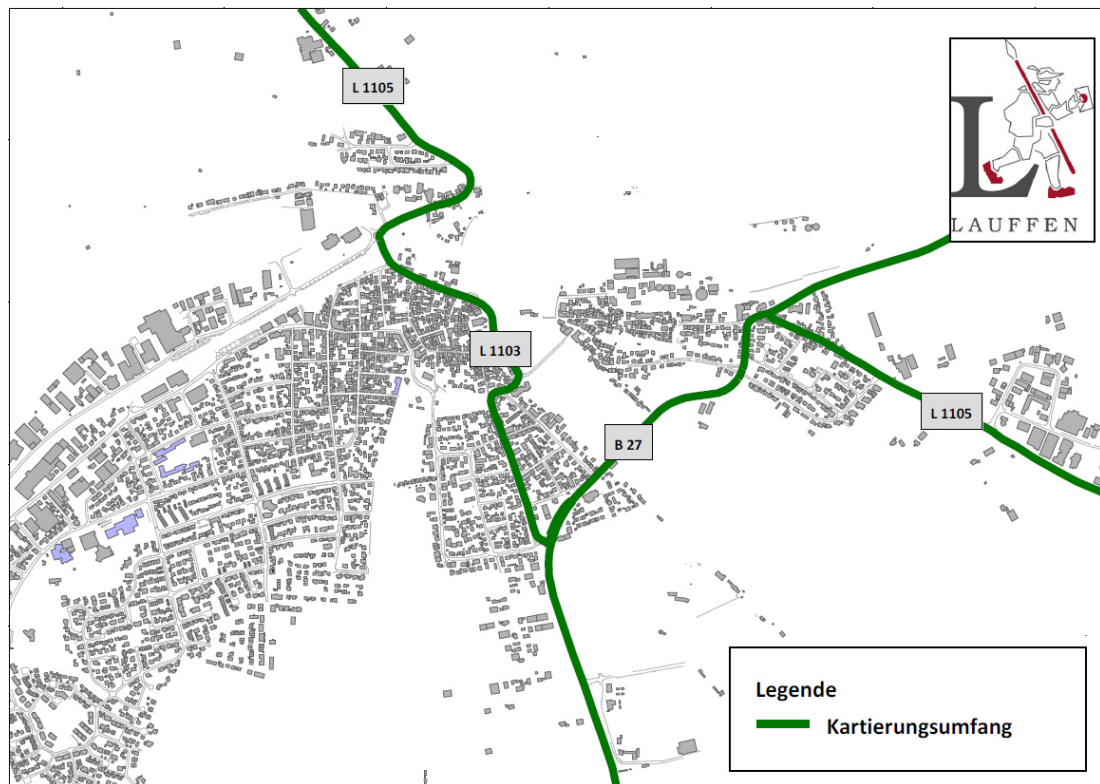 L 1105
L
LAUFFEN
L 1103
L 1105
B 27
Legende
Kartierungsumfang